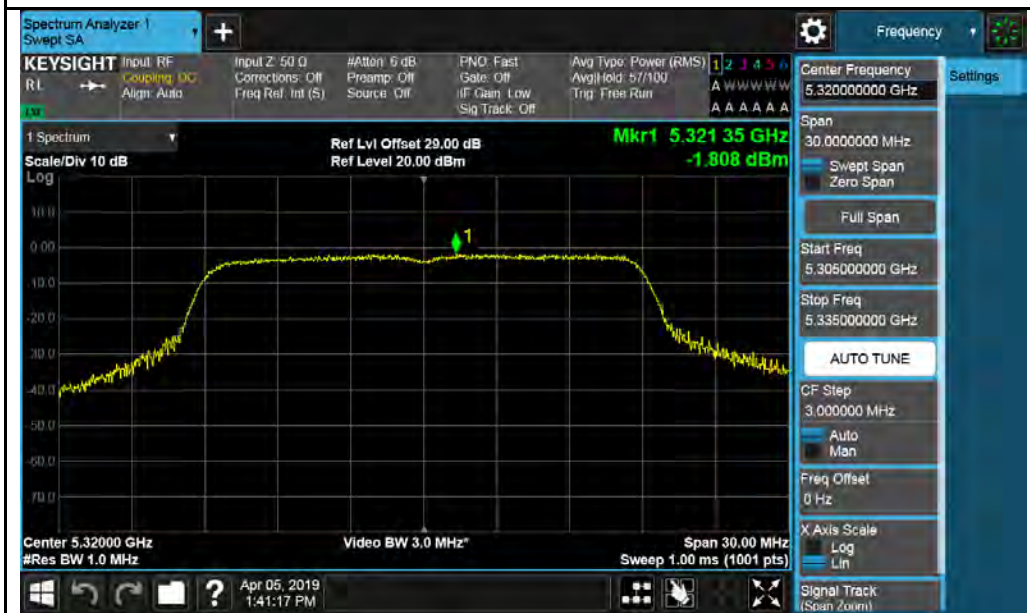 Spectrum Analyzer 1
Swept SA
+
Frequency
KEYSIGHT
RL
Input: RF
Coupling: DC
Align: Auto
Input Z: 50 Ω
Corrections: Off
Freq Ref: Int (S)
#Atten: 6 dB
Preamp: Off
Source: Off
PNO: Fast
Gate: Off
IF Gain: Low
Sig Track: Off
Avg Type: Power (RMS)
Avg|Hold: 57/100
Trig: Free Run
1 2 3 4 5 6
A W W W W W
A A A A A A
1 Spectrum
Scale/Div 10 dB
Log
Ref Lvl Offset 29.00 dB
Ref Level 20.00 dBm
Mkr1 5.321 35 GHz
-1.808 dBm
10.0
0.00
-10.0
-20.0
-30.0
-40.0
-50.0
-60.0
-70.0
1
Center 5.32000 GHz
#Res BW 1.0 MHz
Video BW 3.0 MHz*
Span 30.00 MHz
Sweep 1.00 ms (1001 pts)
?
Apr 05, 2019
1:41:17 PM
Center Frequency
5.320000000 GHz
Span
30.0000000 MHz
Swept Span
Zero Span
Full Span
Start Freq
5.305000000 GHz
Stop Freq
5.335000000 GHz
AUTO TUNE
CF Step
3.000000 MHz
Auto
Man
Freq Offset
0 Hz
X Axis Scale
Log
Lin
Signal Track
(Span Zoom)
Settings